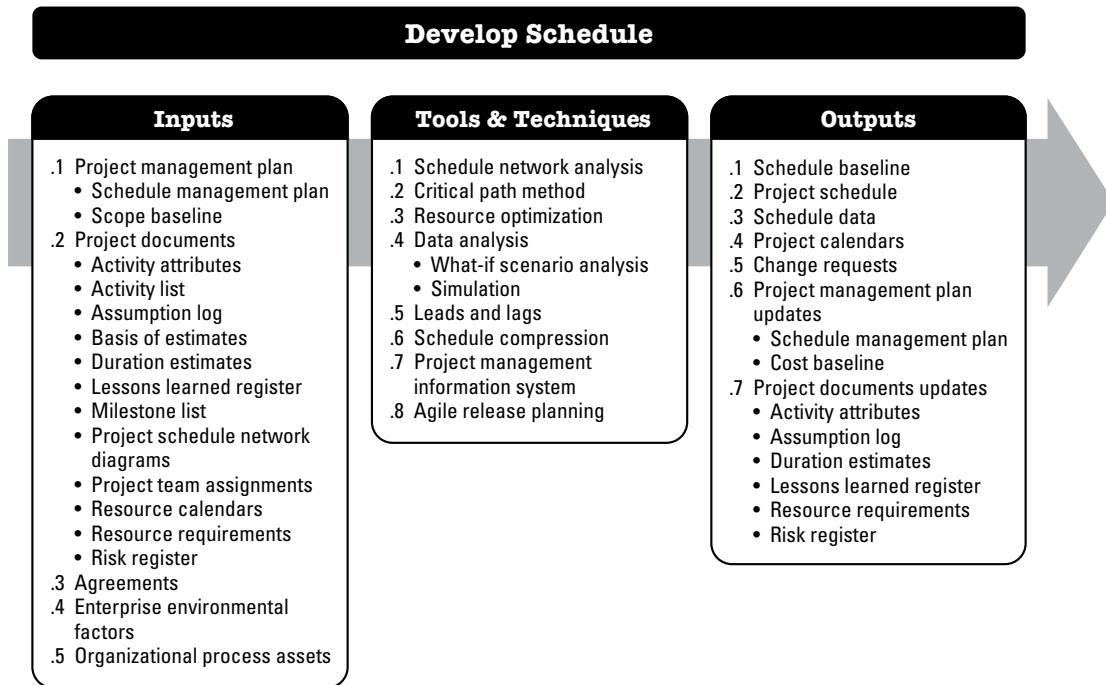 Develop Schedule
Inputs
.1 Project management plan
• Schedule management plan
• Scope baseline
.2 Project documents
• Activity attributes
• Activity list
• Assumption log
• Basis of estimates
• Duration estimates
• Lessons learned register
• Milestone list
• Project schedule network
diagrams
• Project team assignments
• Resource calendars
• Resource requirements
• Risk register
.3 Agreements
.4 Enterprise environmental
factors
.5 Organizational process assets
Tools & Techniques
.1 Schedule network analysis
.2 Critical path method
.3 Resource optimization
.4 Data analysis
• What-if scenario analysis
• Simulation
.5 Leads and lags
.6 Schedule compression
.7 Project management
information system
.8 Agile release planning
Outputs
.1 Schedule baseline
.2 Project schedule
.3 Schedule data
.4 Project calendars
.5 Change requests
.6 Project management plan
updates
• Schedule management plan
• Cost baseline
.7 Project documents updates
• Activity attributes
• Assumption log
• Duration estimates
• Lessons learned register
• Resource requirements
• Risk register